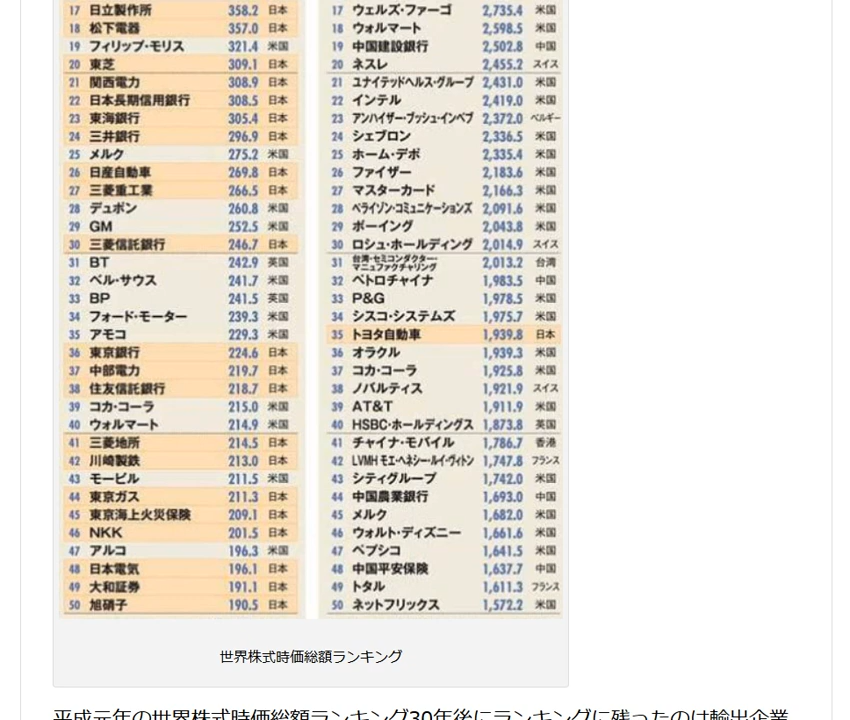 17 日立製作所 358.2 日本
18 松下電器 357.0 日本
19 フィリップ・モリス 321.4 米国
20 東芝 309.1 日本
21 関西電力 308.9 日本
22 日本長期信用銀行 308.5 日本
23 東海銀行 305.4 日本
24 三井銀行 296.9 日本
25 メルク 275.2 米国
26 日産自動車 269.8 日本
27 三菱重工業 266.5 日本
28 デュポン 260.8 米国
29 GM 252.5 米国
30 三菱信託銀行 246.7 日本
31 BT 242.9 英国
32 ベル・サウス 241.7 米国
33 BP 241.5 英国
34 フォード・モーター 239.3 米国
35 アモコ 229.3 米国
36 東京銀行 224.6 日本
37 中部電力 219.7 日本
38 住友信託銀行 218.7 日本
39 コカ・コーラ 215.0 米国
40 ウォルマート 214.9 米国
41 三菱地所 214.5 日本
42 川崎製鉄 213.0 日本
43 モービル 211.5 米国
44 東京ガス 211.3 日本
45 東京海上火災保険 209.1 日本
46 NKK 201.5 日本
47 アルコ 196.3 米国
48 日本電気 196.1 日本
49 大和証券 191.1 日本
50 旭硝子 190.5 日本
17 ウェルズ・ファーゴ 2,735.4 米国
18 ウォルマート 2,598.5 米国
19 中国建設銀行 2,502.8 中国
20 ネスレ 2,455.2 スイス
21 ユナイテッドヘルス・グループ 2,431.0 米国
22 インテル 2,419.0 米国
23 アンハイザー・ブッシュ・インベブ 2,372.0 ベルギー
24 シェブロン 2,336.5 米国
25 ホーム・デポ 2,335.4 米国
26 ファイザー 2,183.6 米国
27 マスターカード 2,166.3 米国
28 ベライゾン・コミュニケーションズ 2,091.6 米国
29 ボーイング 2,043.8 米国
30 ロシュ・ホールディング 2,014.9 スイス
31 台湾・セミコンダクター・マニュファクチャリング 2,013.2 台湾
32 ペトロチャイナ 1,983.5 中国
33 P&G 1,978.5 米国
34 シスコ・システムズ 1,975.7 米国
35 トヨタ自動車 1,939.8 日本
36 オラクル 1,939.3 米国
37 コカ・コーラ 1,925.8 米国
38 ノバルティス 1,921.9 スイス
39 AT&T 1,911.9 米国
40 HSBC・ホールディングス 1,873.8 英国
41 チャイナ・モバイル 1,786.7 香港
42 LVMH モエ・ヘネシー・ルイ・ヴィトン 1,747.8 フランス
43 シティグループ 1,742.0 米国
44 中国農業銀行 1,693.0 中国
45 メルク 1,682.0 米国
46 ウォルト・ディズニー 1,661.6 米国
47 ペプシコ 1,641.5 米国
48 中国平安保険 1,637.7 中国
49 トタル 1,611.3 フランス
50 ネットフリックス 1,572.2 米国
世界株式時価総額ランキング
平成元年の世界株式時価総額ランキング30年後にランキングに残ったのは輸出企業